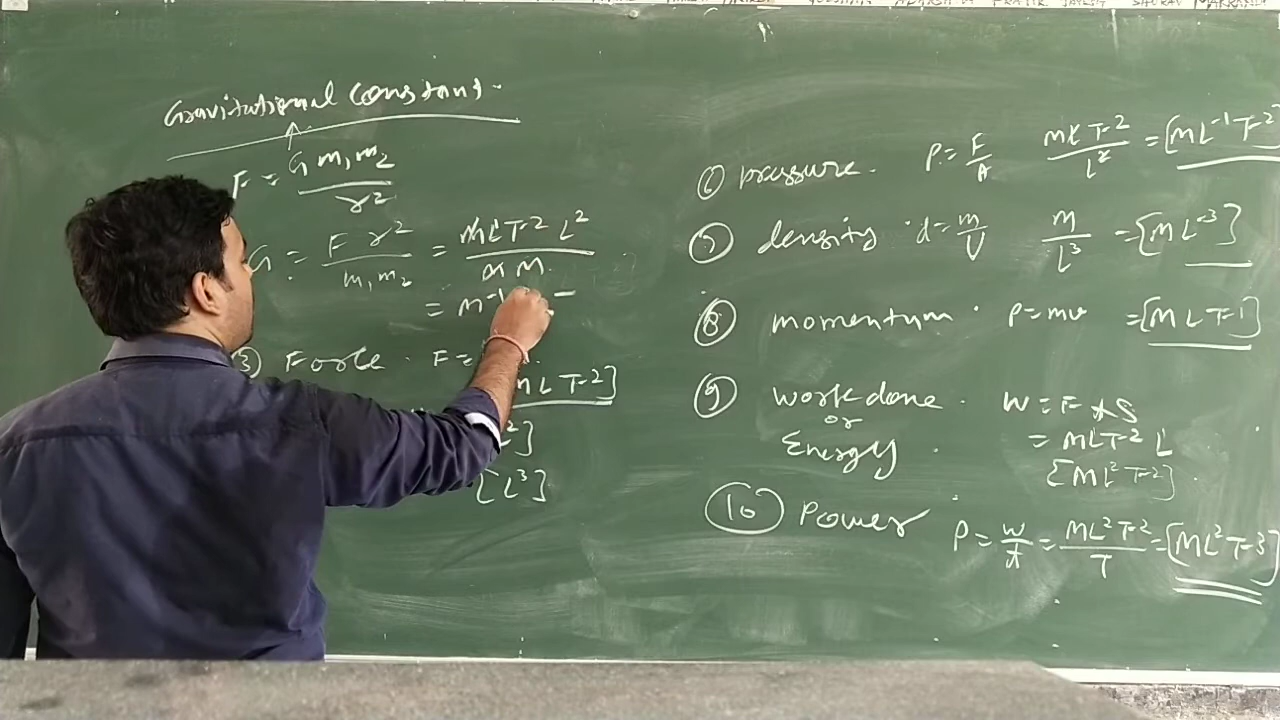 Gravitational Constant.
F = G m₁m₂ / r²
G = F r² / m₁m₂ = MLT-2 L² / M M
= M⁻¹
③ Force . F =
MLT-2]
L²]
[L³]
⑥ pressure. P = F/A MLT-2 / L² = [ML⁻¹T-2
⑦ density d = m/V M/L³ = [ML-3]
⑧ momentum . P = mv = [MLT-1]
⑨ work done . W = F × S
or = MLT-2 L
Energy . [ML²T-2]
⑩ Power P = W/t = ML²T-2 / T = [ML²T-3]